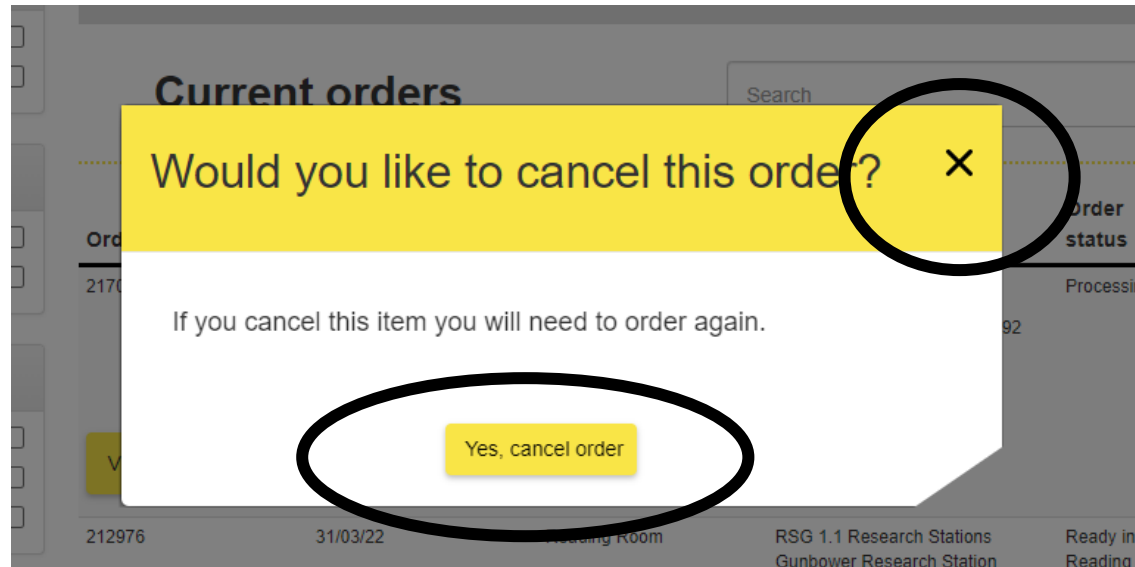 Current orders
Search
Would you like to cancel this order?
Order
status
If you cancel this item you will need to order again.
Yes, cancel order
212976 31/03/22 Reading Room RSG 1.1 Research Stations Ready in
Gunbower Research Station Reading